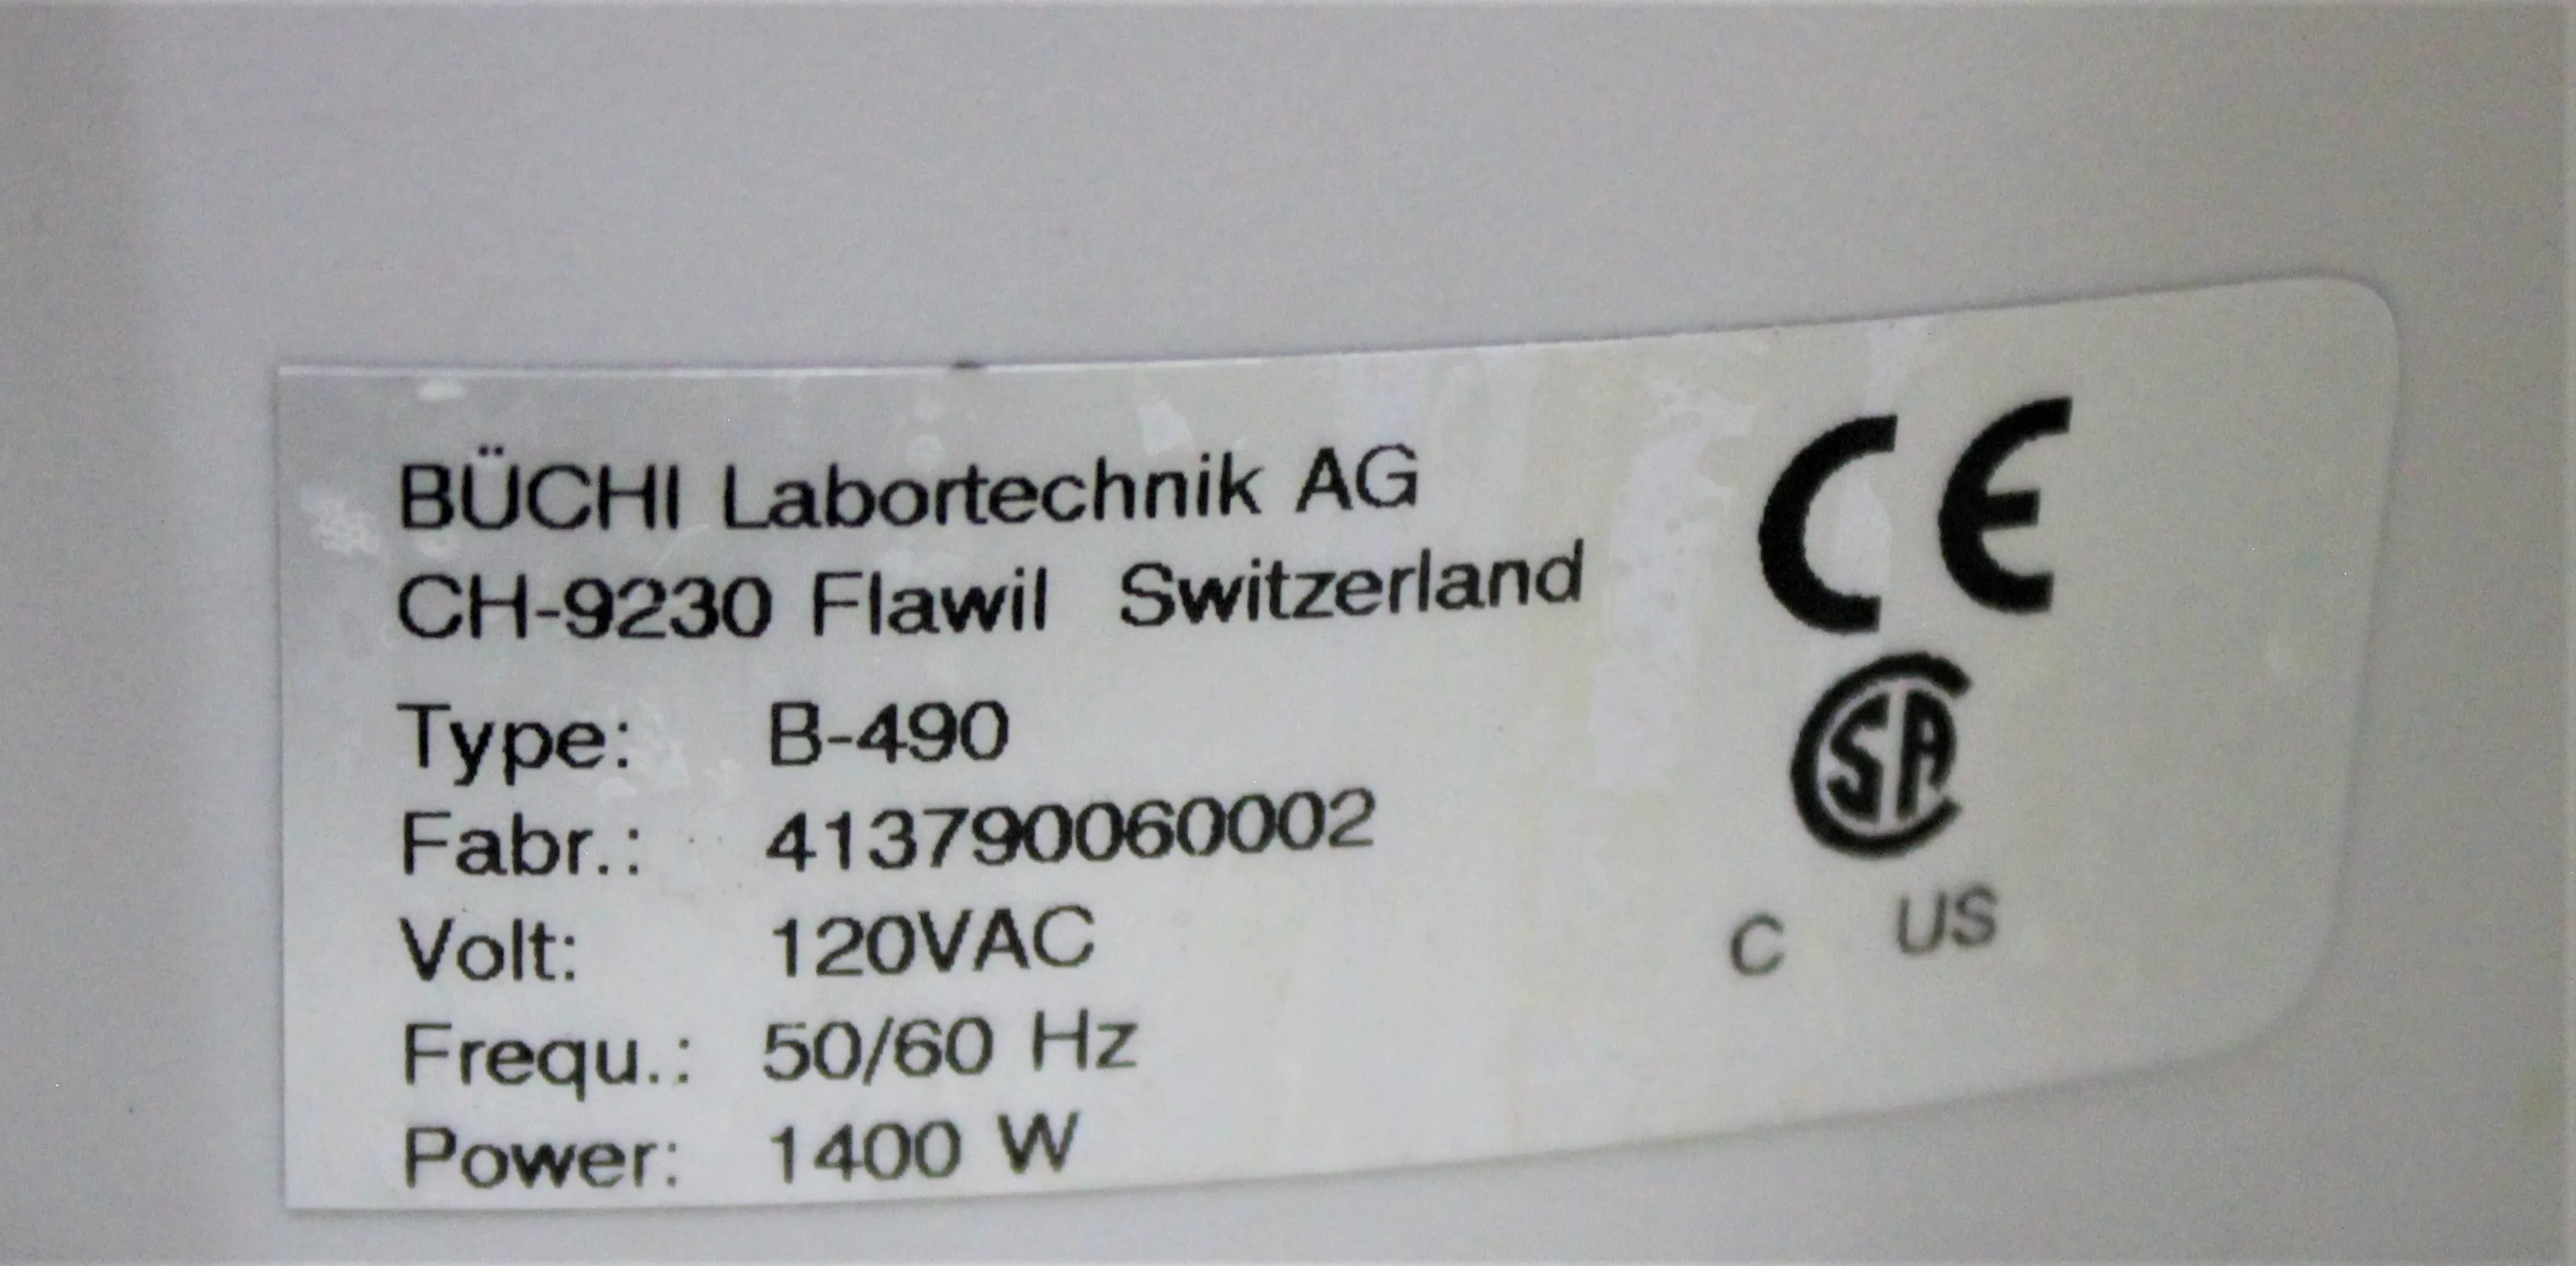 BÜCHI Labortechnik AG
CH-9230 Flawil Switzerland
Type: B-490
Fabr.: 413790060002
Volt: 120VAC
Frequ.: 50/60 Hz
Power: 1400 W
CE
CSA
C US